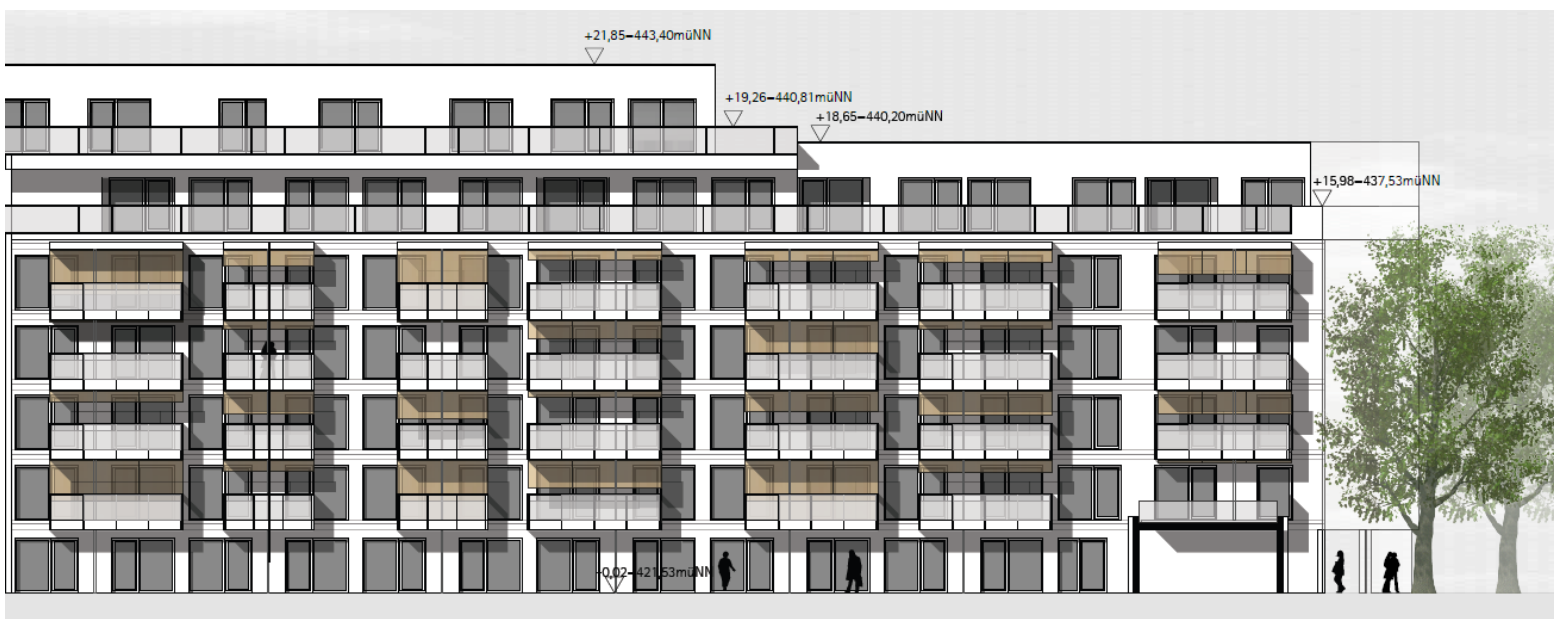 +21,85=443,40müNN
+19,26=440,81müNN
+18,65=440,20müNN
+15,98=437,53müNN
-0,02=421,53müNN